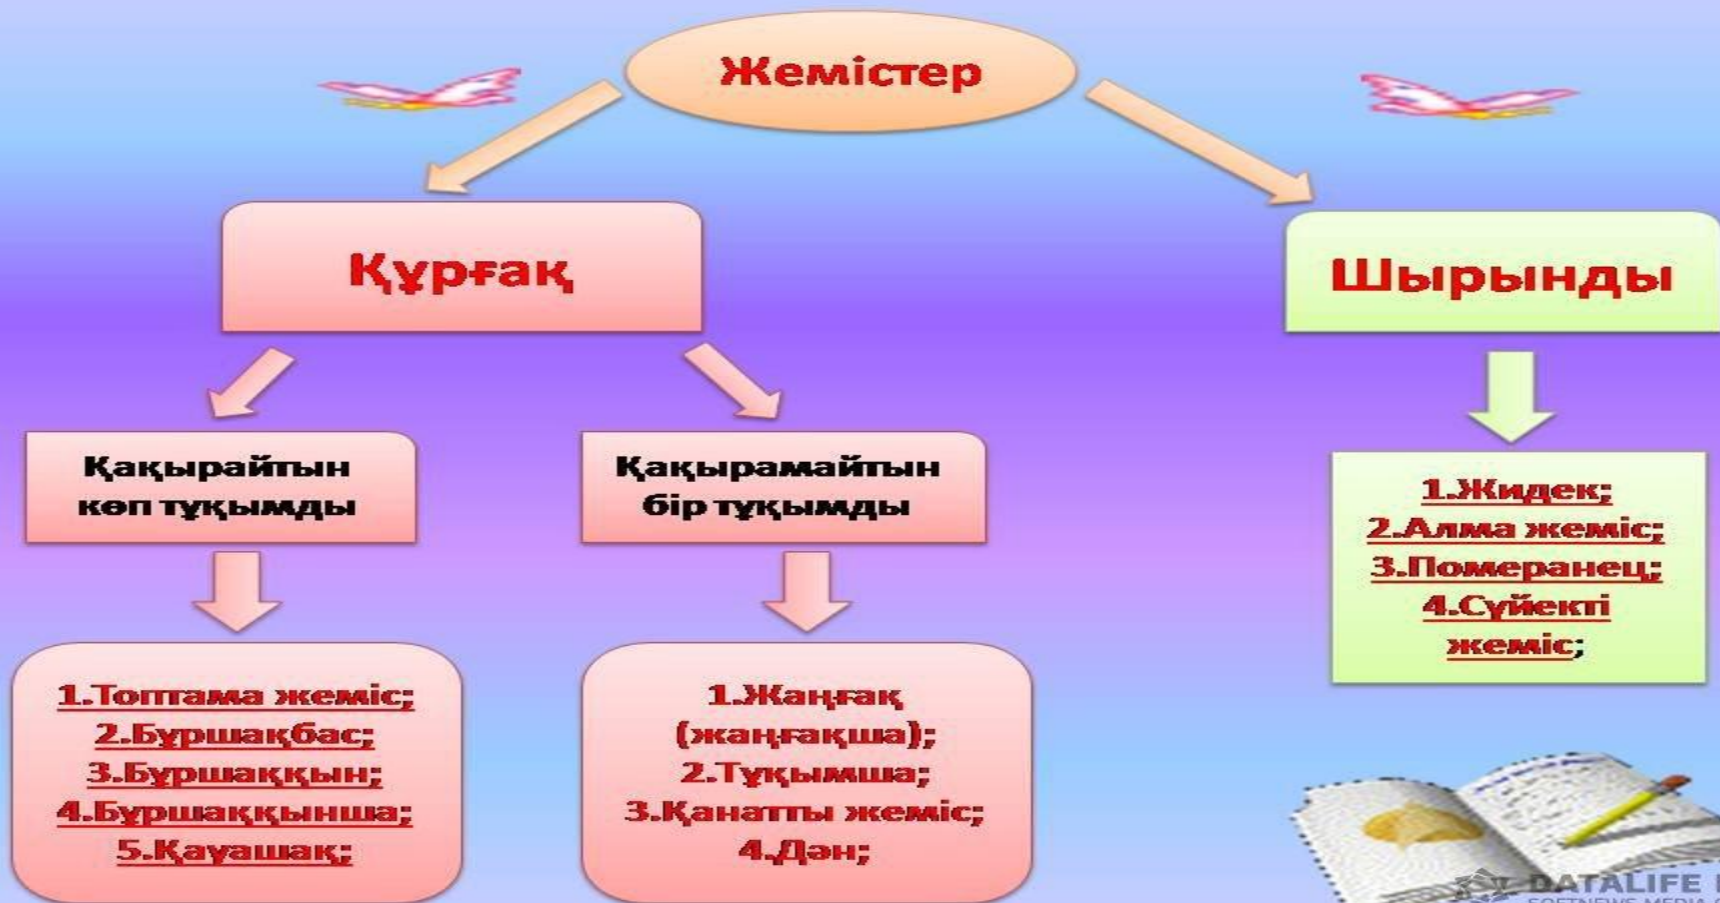 Жемістер
Құрғақ
Шырынды
Қақырайтын
көп тұқымды
Қақырамайтын
бір тұқымды
1.Жидек;
2.Алма жеміс;
3.Померанец;
4.Сүйекті
жеміс;
1.Топтама жеміс;
2.Бұршақбас;
3.Бұршаққын;
4.Бұршаққынша;
5.Қауашақ;
1.Жаңғақ
(жаңғақша);
2.Тұқымша;
3.Қанатты жеміс;
4.Дән;
DATALIFE
SOFTNEWS MEDIA